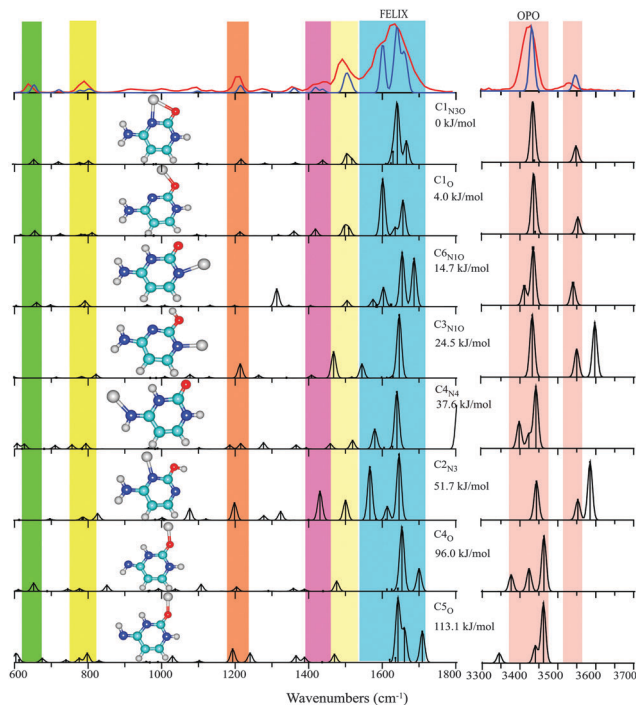 FELIX OPO
C1N3O
0 kJ/mol
C1O
4.0 kJ/mol
C6N1O
14.7 kJ/mol
C3N1O
24.5 kJ/mol
C4N4
37.6 kJ/mol
C2N3
51.7 kJ/mol
C4O
96.0 kJ/mol
C5O
113.1 kJ/mol
600 800 1000 1200 1400 1600 1800 3300 3400 3500 3600 3700
Wavenumbers (cm-1)